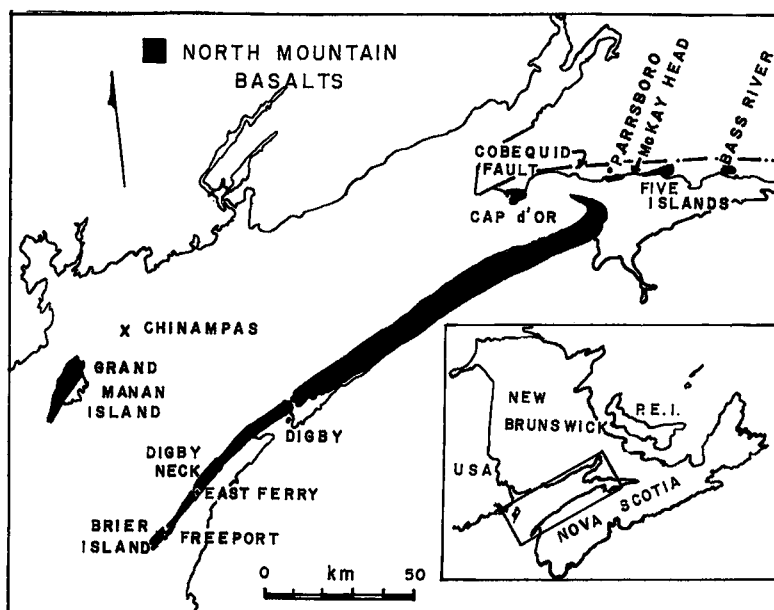 NORTH MOUNTAIN
BASALTS
PARRSBORO
McKAY HEAD
BASS RIVER
COBEQUID
FAULT
FIVE
ISLANDS
CAP d'OR
x CHINAMPAS
GRAND
MANAN
ISLAND
DIGBY
DIGBY
NECK
EAST FERRY
BRIER
ISLAND
FREEPORT
0 km 50
NEW
BRUNSWICK
P.E.I.
USA
NOVA SCOTIA